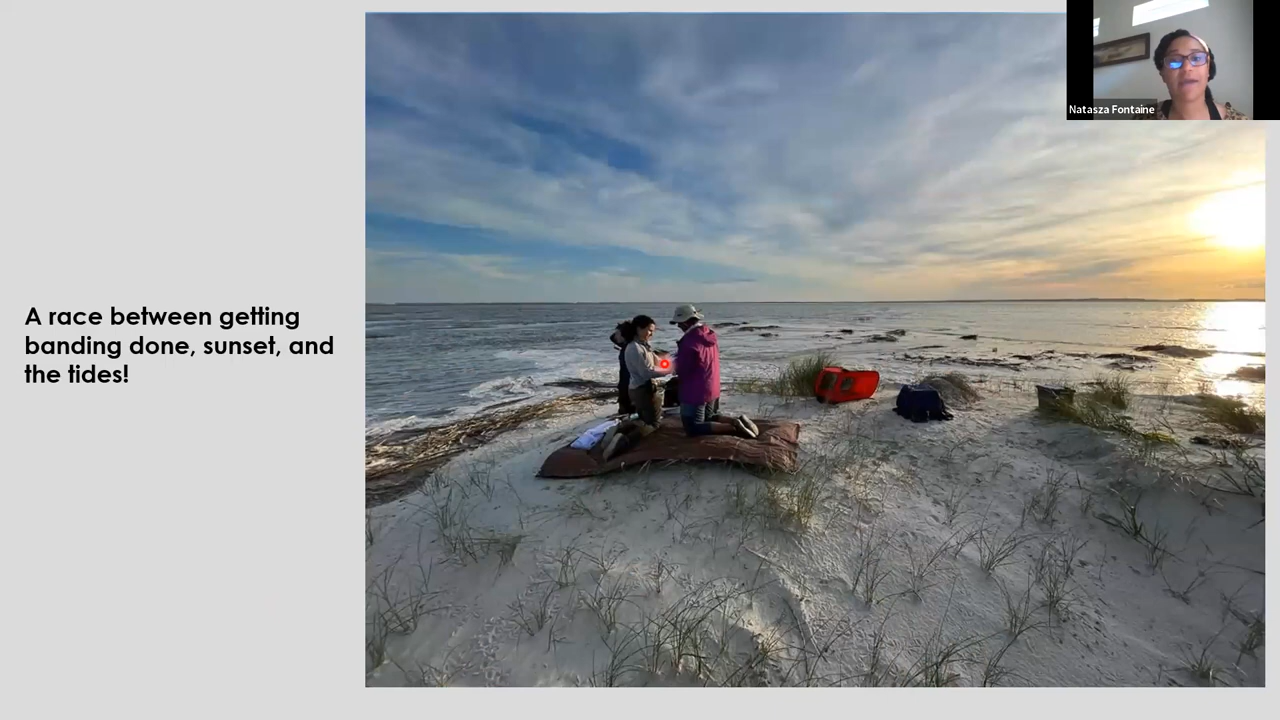 A race between getting
banding done, sunset, and
the tides!
Natasza Fontaine